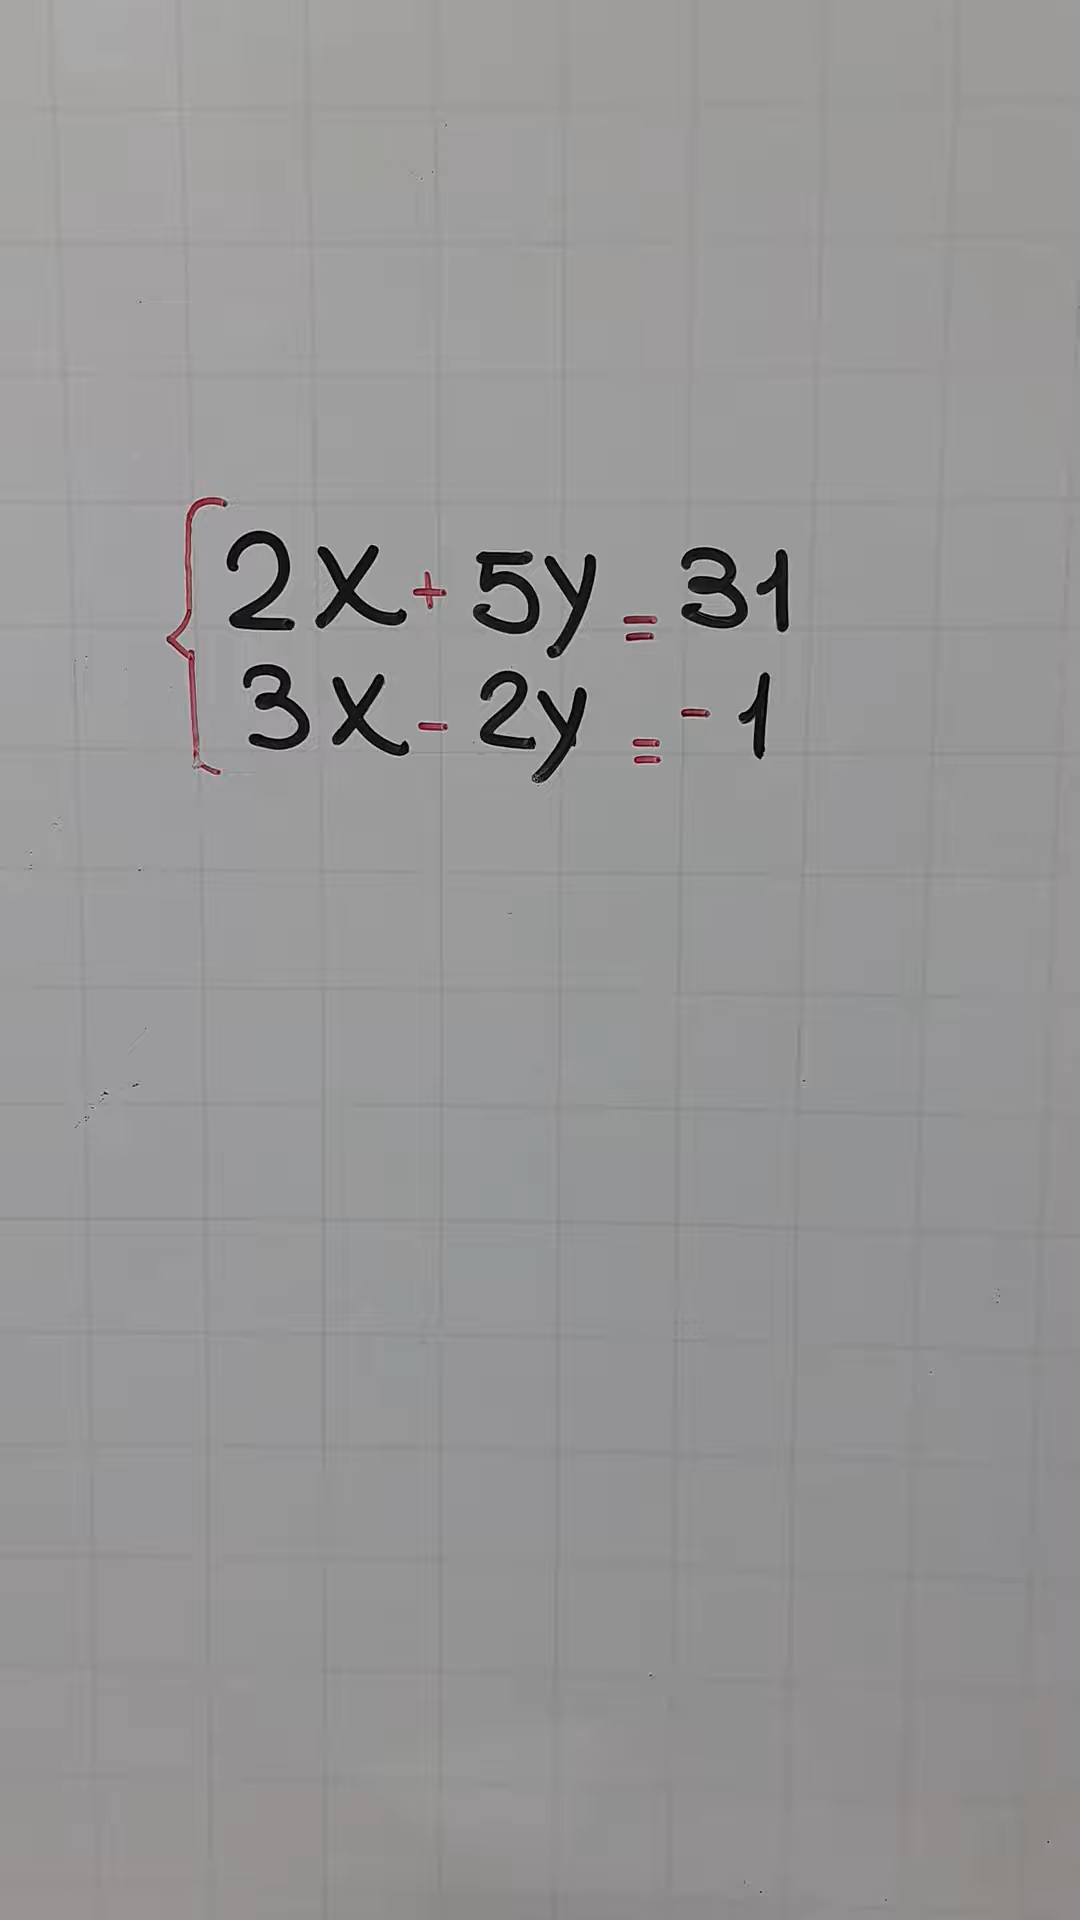 2x + 5y = 31
3x - 2y = -1